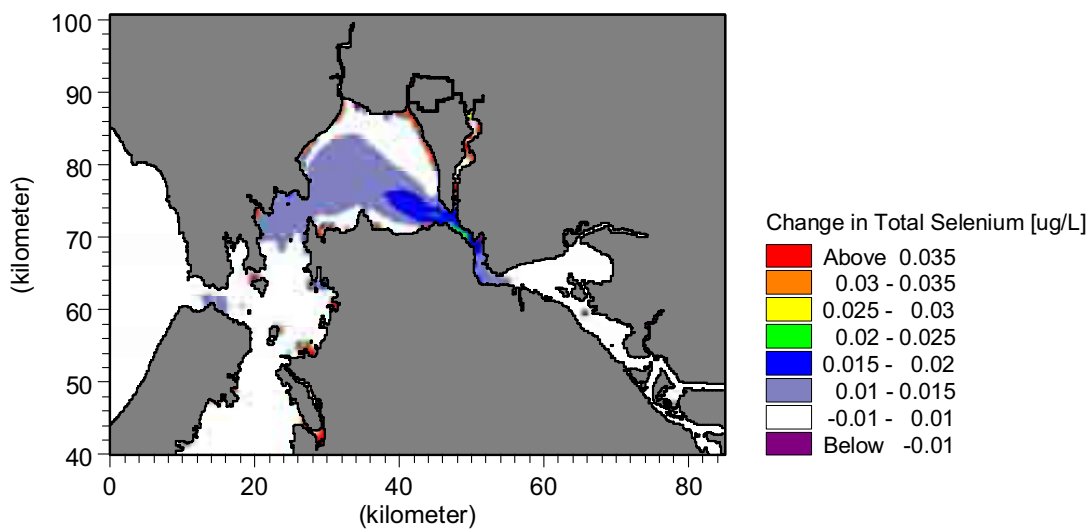 100
90
80
70
60
50
40
(kilometer)
0 20 40 60 80
(kilometer)
Change in Total Selenium [ug/L]
Above 0.035
0.03 - 0.035
0.025 - 0.03
0.02 - 0.025
0.015 - 0.02
0.01 - 0.015
-0.01 - 0.01
Below -0.01